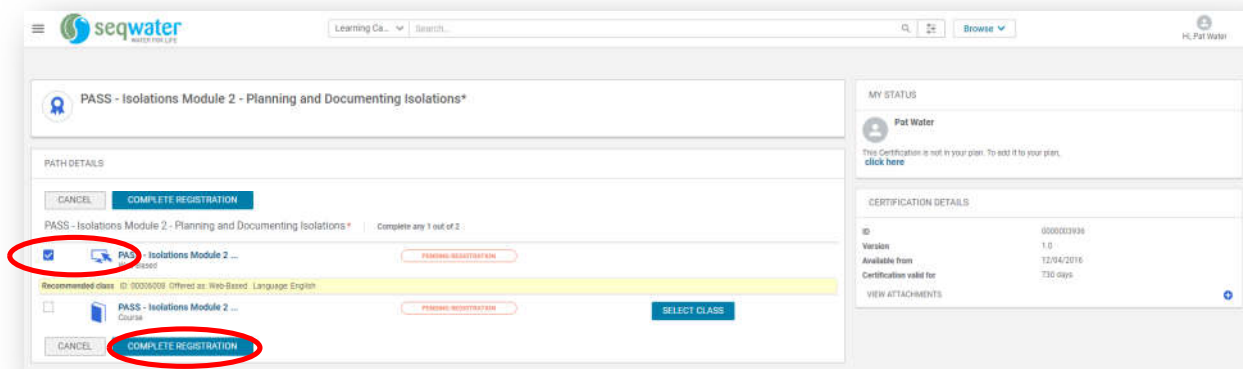 seqwater
WATER FOR LIFE
Learning Ca... Search...
Browse
Hi, Pat Water
PASS - Isolations Module 2 - Planning and Documenting Isolations*
MY STATUS
Pat Water
This Certification is not in your plan. To add it to your plan,
click here
PATH DETAILS
CANCEL COMPLETE REGISTRATION
PASS - Isolations Module 2 - Planning and Documenting Isolations* Complete any 1 out of 2
PASS - Isolations Module 2 ... PENDING REGISTRATION
Web-Based
Recommended class ID: 00006008 Offered as: Web-Based Language: English
PASS - Isolations Module 2 ... PENDING REGISTRATION SELECT CLASS
Course
CANCEL COMPLETE REGISTRATION
CERTIFICATION DETAILS
ID 0000003936
Version 1.0
Available from 12/04/2016
Certification valid for 730 days
VIEW ATTACHMENTS